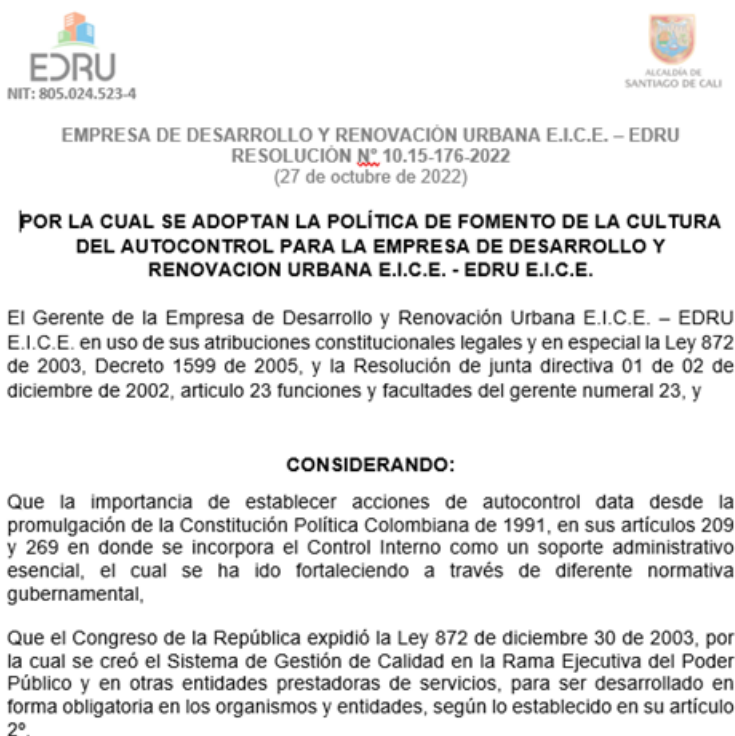 EDRU
NIT: 805.024.523-4
ALCALDÍA DE
SANTIAGO DE CALI
EMPRESA DE DESARROLLO Y RENOVACIÓN URBANA E.I.C.E. – EDRU
RESOLUCIÓN N° 10.15-176-2022
(27 de octubre de 2022)
POR LA CUAL SE ADOPTAN LA POLÍTICA DE FOMENTO DE LA CULTURA
DEL AUTOCONTROL PARA LA EMPRESA DE DESARROLLO Y
RENOVACION URBANA E.I.C.E. - EDRU E.I.C.E.
El Gerente de la Empresa de Desarrollo y Renovación Urbana E.I.C.E. – EDRU
E.I.C.E. en uso de sus atribuciones constitucionales legales y en especial la Ley 872
de 2003, Decreto 1599 de 2005, y la Resolución de junta directiva 01 de 02 de
diciembre de 2002, articulo 23 funciones y facultades del gerente numeral 23, y
CONSIDERANDO:
Que la importancia de establecer acciones de autocontrol data desde la
promulgación de la Constitución Política Colombiana de 1991, en sus artículos 209
y 269 en donde se incorpora el Control Interno como un soporte administrativo
esencial, el cual se ha ido fortaleciendo a través de diferente normativa
gubernamental,
Que el Congreso de la República expidió la Ley 872 de diciembre 30 de 2003, por
la cual se creó el Sistema de Gestión de Calidad en la Rama Ejecutiva del Poder
Público y en otras entidades prestadoras de servicios, para ser desarrollado en
forma obligatoria en los organismos y entidades, según lo establecido en su artículo
2º.